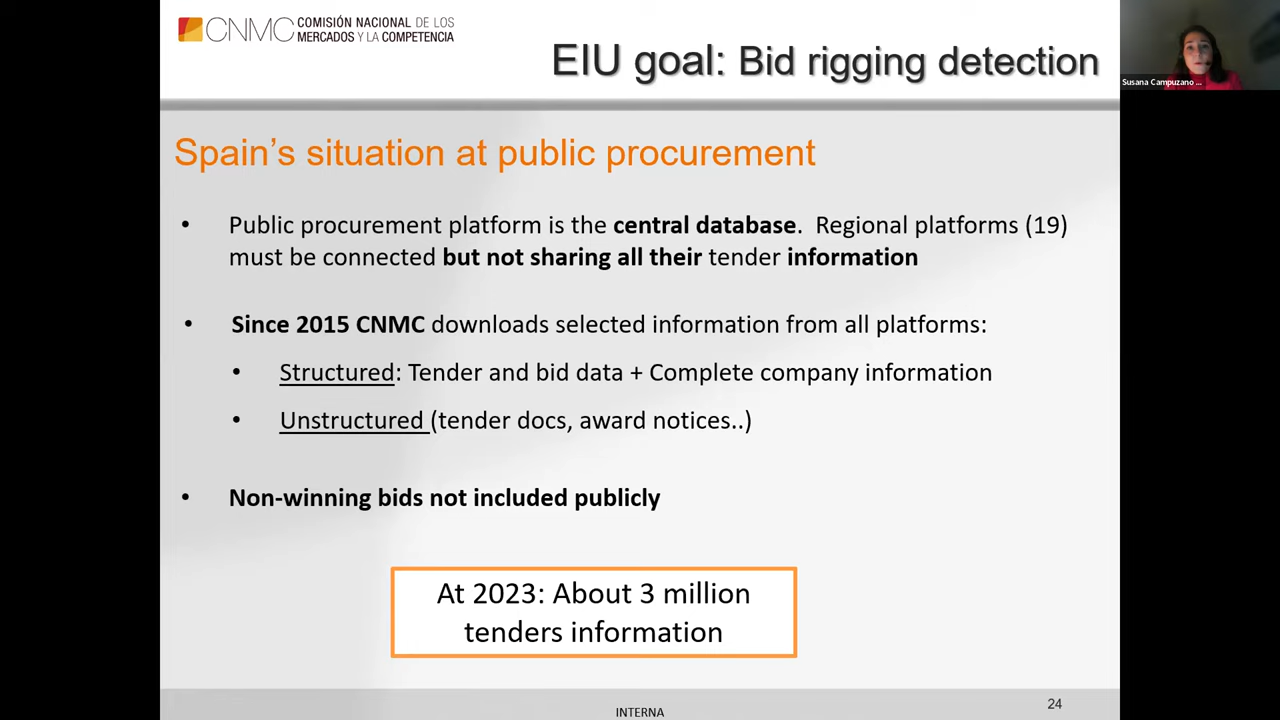 CNMC COMISIÓN NACIONAL DE LOS
MERCADOS Y LA COMPETENCIA
EIU goal: Bid rigging detection
Susana Campuzano ...
Spain's situation at public procurement
• Public procurement platform is the central database. Regional platforms (19)
must be connected but not sharing all their tender information
• Since 2015 CNMC downloads selected information from all platforms:
• Structured: Tender and bid data + Complete company information
• Unstructured (tender docs, award notices..)
• Non-winning bids not included publicly
At 2023: About 3 million
tenders information
INTERNA
24